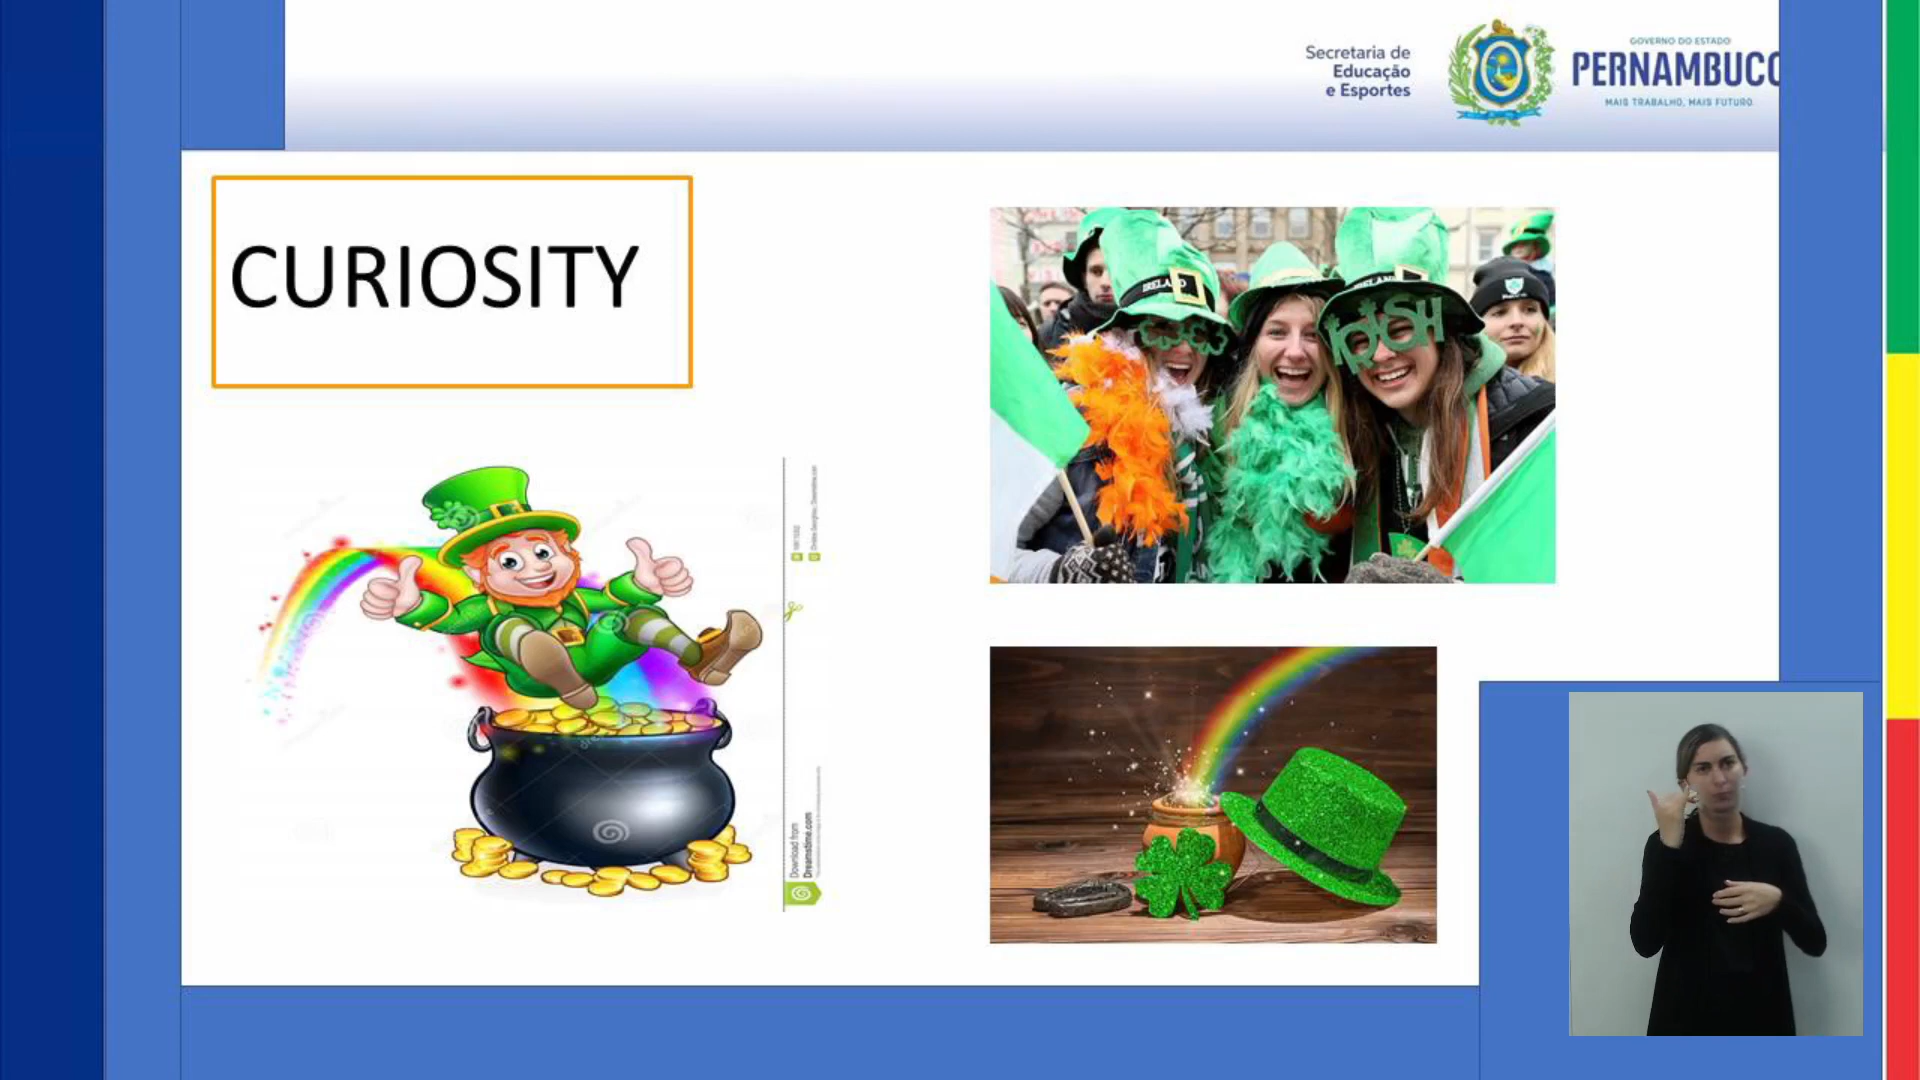 Secretaria de
Educação
e Esportes
GOVERNO DO ESTADO
PERNAMBUCO
MAIS TRABALHO, MAIS FUTURO.
CURIOSITY
IRELAND
IRELAND
IRISH
Download from
Dreamstime.com